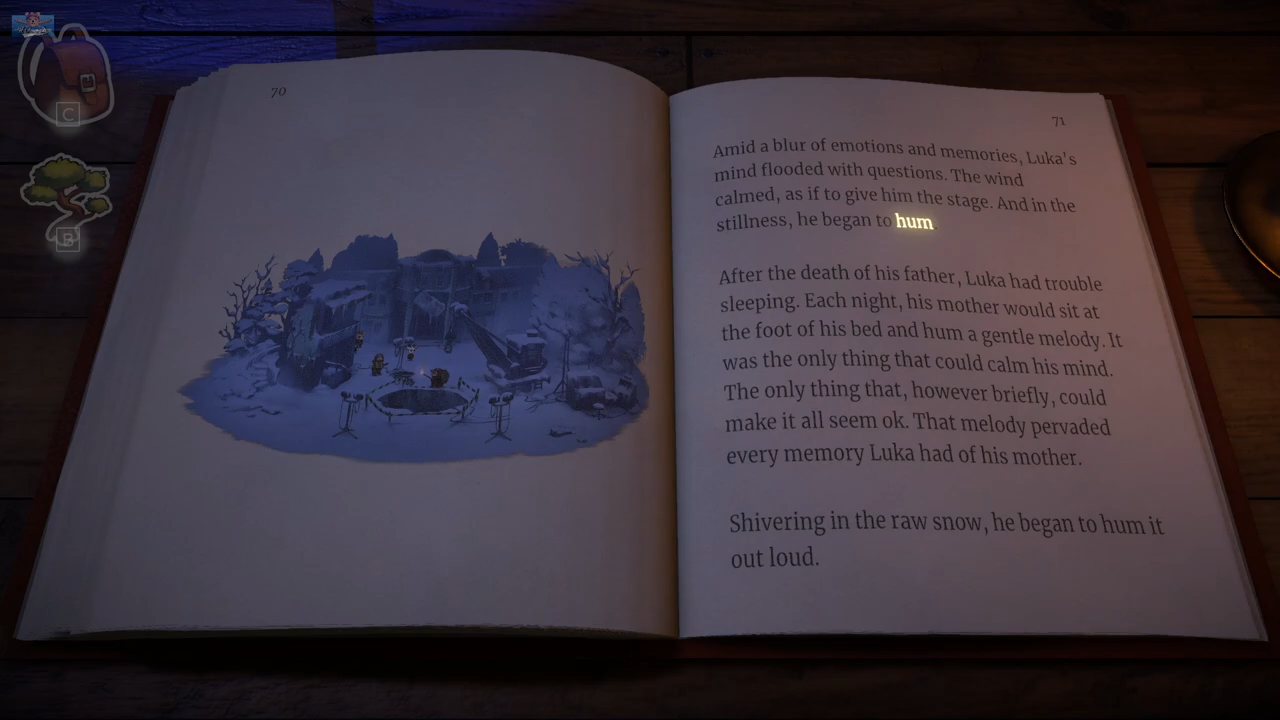 C
B
70
71
Amid a blur of emotions and memories, Luka's
mind flooded with questions. The wind
calmed, as if to give him the stage. And in the
stillness, he began to hum
After the death of his father, Luka had trouble
sleeping. Each night, his mother would sit at
the foot of his bed and hum a gentle melody. It
was the only thing that could calm his mind.
The only thing that, however briefly, could
make it all seem ok. That melody pervaded
every memory Luka had of his mother.
Shivering in the raw snow, he began to hum it
out loud.